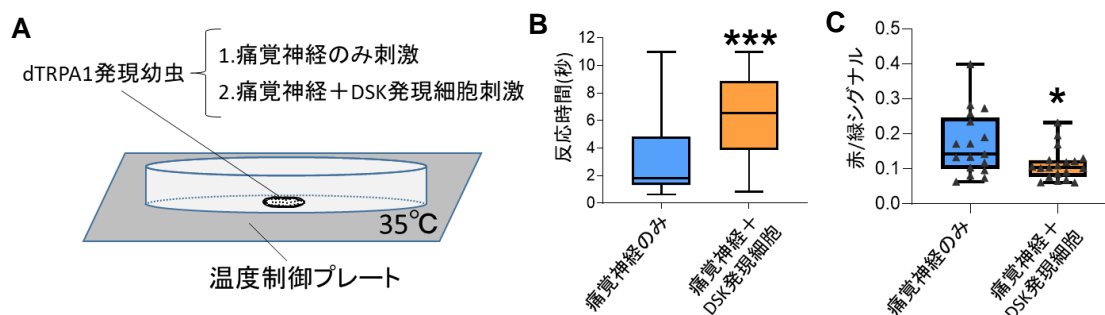 A
dTRPA1発現幼虫
1.痛覚神経のみ刺激
2.痛覚神経+DSK発現細胞刺激
35℃
温度制御プレート
B
***
反応時間(秒)
12
10
8
6
4
2
0
痛覚神経のみ
痛覚神経+
DSK発現細胞
C
*
赤/緑シグナル
0.5
0.4
0.3
0.2
0.1
0.0
痛覚神経のみ
痛覚神経+
DSK発現細胞